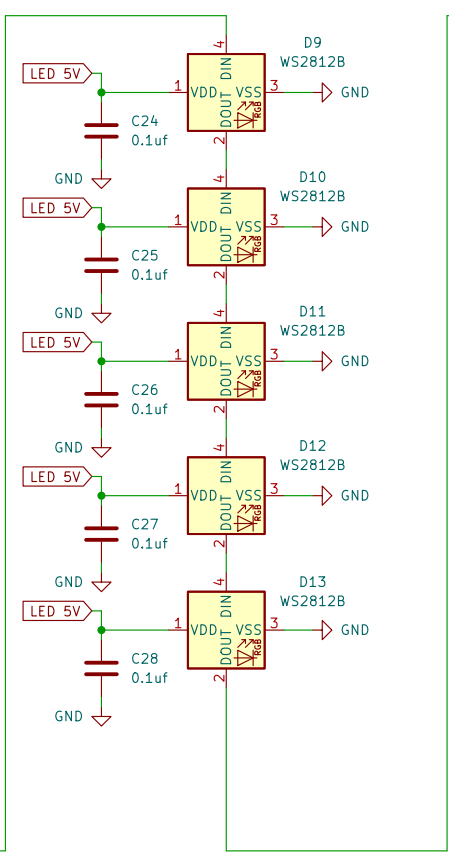 D9
WS2812B
LED 5V
4
DIN
1
VDD
VSS
3
GND
DOUT
RGB
2
C24
0.1uf
GND
D10
WS2812B
LED 5V
4
DIN
1
VDD
VSS
3
GND
DOUT
RGB
2
C25
0.1uf
GND
D11
WS2812B
LED 5V
4
DIN
1
VDD
VSS
3
GND
DOUT
RGB
2
C26
0.1uf
GND
D12
WS2812B
LED 5V
4
DIN
1
VDD
VSS
3
GND
DOUT
RGB
2
C27
0.1uf
GND
D13
WS2812B
LED 5V
4
DIN
1
VDD
VSS
3
GND
DOUT
RGB
2
C28
0.1uf
GND